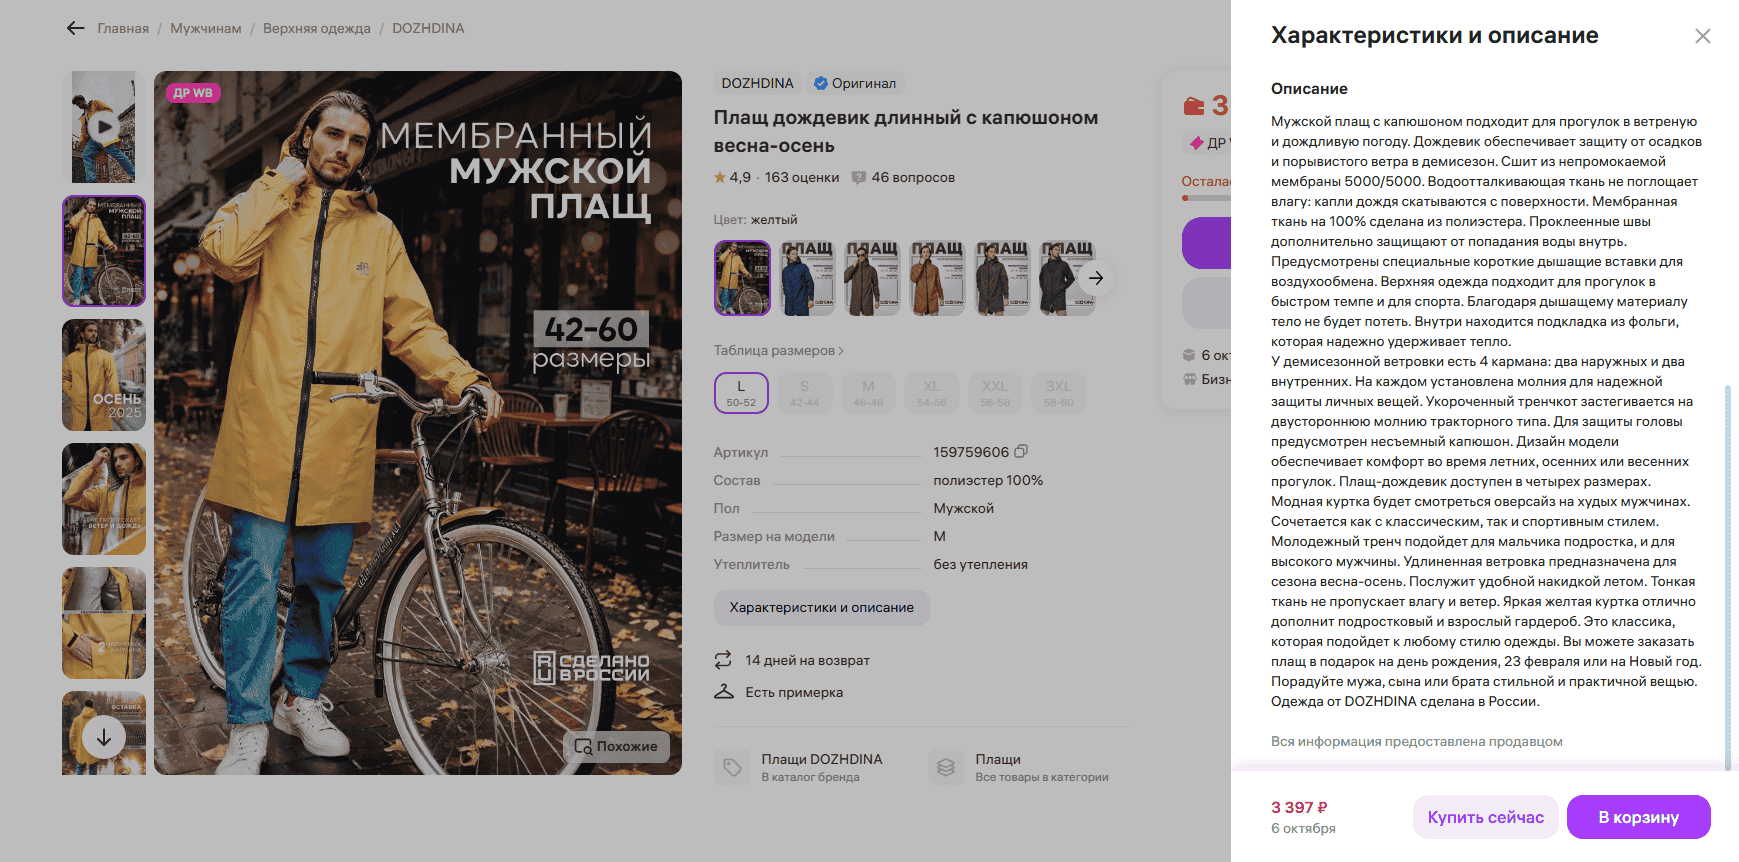 Главная / Мужчинам / Верхняя одежда / DOZHDINA
ДР WB
МЕМБРАННЫЙ
МУЖСКОЙ
ПЛАЩ
42-60
размеры
СДЕЛАНО
В РОССИИ
Похожие
ОСЕНЬ
2025
DOZHDINA
Оригинал
Плащ дождевик длинный с капюшоном
весна-осень
4,9 · 163 оценки
46 вопросов
Цвет: желтый
ПЛАЩ
ПЛАЩ
ПЛАЩ
ПЛАЩ
ПЛАЩ
Таблица размеров
L
50-52
S
42-44
M
46-48
XL
54-56
XXL
56-58
3XL
58-60
Артикул 159759606
Состав полиэстер 100%
Пол Мужской
Размер на модели M
Утеплитель без утепления
Характеристики и описание
14 дней на возврат
Есть примерка
Плащи DOZHDINA
В каталог бренда
Плащи
Все товары в категории
3
ДР
Остала
6 ок
Бизн
Характеристики и описание
Описание
Мужской плащ с капюшоном подходит для прогулок в ветреную
и дождливую погоду. Дождевик обеспечивает защиту от осадков
и порывистого ветра в демисезон. Сшит из непромокаемой
мембраны 5000/5000. Водоотталкивающая ткань не поглощает
влагу: капли дождя скатываются с поверхности. Мембранная
ткань на 100% сделана из полиэстера. Проклеенные швы
дополнительно защищают от попадания воды внутрь.
Предусмотрены специальные короткие дышащие вставки для
воздухообмена. Верхняя одежда подходит для прогулок в
быстром темпе и для спорта. Благодаря дышащему материалу
тело не будет потеть. Внутри находится подкладка из фольги,
которая надежно удерживает тепло.
У демисезонной ветровки есть 4 кармана: два наружных и два
внутренних. На каждом установлена молния для надежной
защиты личных вещей. Укороченный тренчкот застегивается на
двустороннюю молнию тракторного типа. Для защиты головы
предусмотрен несъемный капюшон. Дизайн модели
обеспечивает комфорт во время летних, осенних или весенних
прогулок. Плащ-дождевик доступен в четырех размерах.
Модная куртка будет смотреться оверсайз на худых мужчинах.
Сочетается как с классическим, так и спортивным стилем.
Молодежный тренч подойдет для мальчика подростка, и для
высокого мужчины. Удлиненная ветровка предназначена для
сезона весна-осень. Послужит удобной накидкой летом. Тонкая
ткань не пропускает влагу и ветер. Яркая желтая куртка отлично
дополнит подростковый и взрослый гардероб. Это классика,
которая подойдет к любому стилю одежды. Вы можете заказать
плащ в подарок на день рождения, 23 февраля или на Новый год.
Порадуйте мужа, сына или брата стильной и практичной вещью.
Одежда от DOZHDINA сделана в России.
Вся информация предоставлена продавцом
3 397 ₽
6 октября
Купить сейчас
В корзину